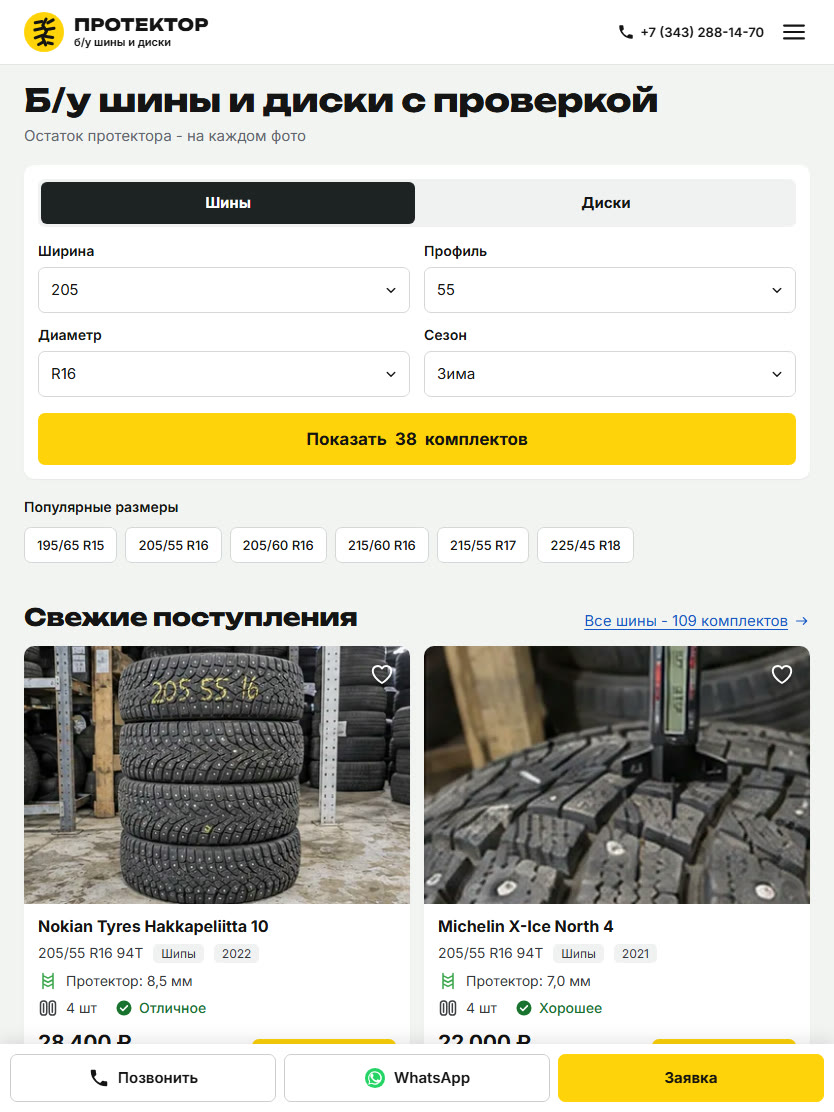 ПРОТЕКТОР
б/у шины и диски
+7 (343) 288-14-70
Б/у шины и диски с проверкой
Остаток протектора - на каждом фото
Шины
Диски
Ширина
Профиль
205
55
Диаметр
Сезон
R16
Зима
Показать 38 комплектов
Популярные размеры
195/65 R15
205/55 R16
205/60 R16
215/60 R16
215/55 R17
225/45 R18
Свежие поступления
Все шины - 109 комплектов →
205 55 16
Nokian Tyres Hakkapeliitta 10
205/55 R16 94T
Шипы
2022
Протектор: 8,5 мм
4 шт
Отличное
28 400 ₽
Michelin X-Ice North 4
205/55 R16 94T
Шипы
2021
Протектор: 7,0 мм
4 шт
Хорошее
22 000 ₽
Позвонить
WhatsApp
Заявка